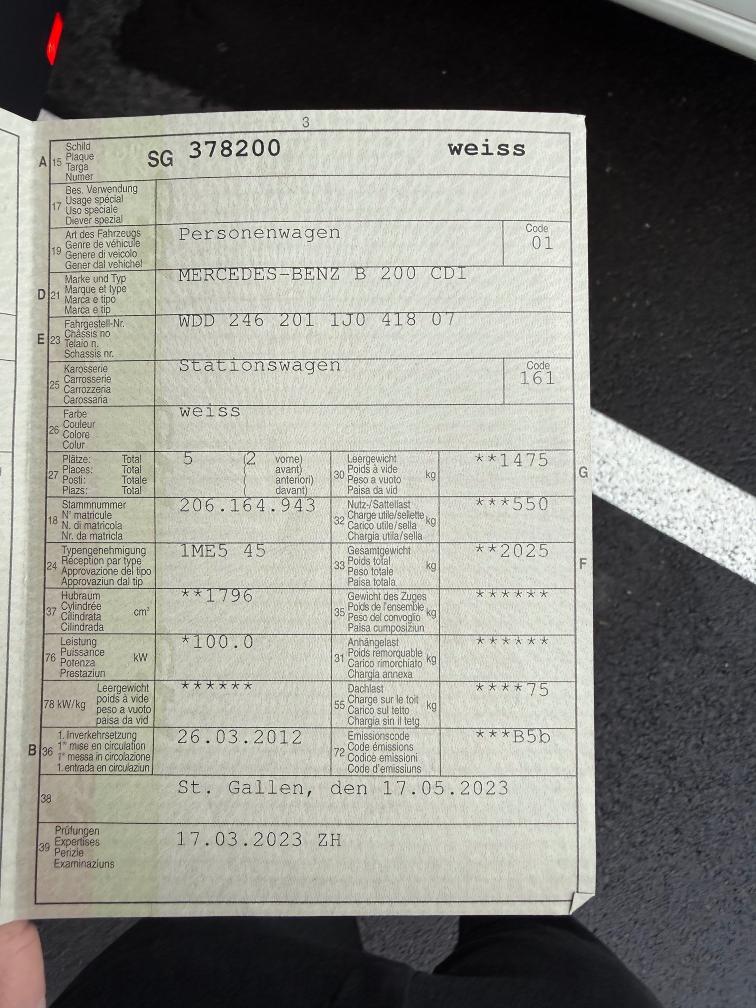 3
A 15 Schild
Plaque
Targa
Numer
SG 378200 weiss
17 Bes. Verwendung
Usage spécial
Uso speciale
Diever spezial
19 Art des Fahrzeugs
Genre de véhicule
Genere di veicolo
Gener dal vehichel
Personenwagen
Code
01
D 21 Marke und Typ
Marque et type
Marca e tipo
Marca e tip
MERCEDES-BENZ B 200 CDI
E 23 Fahrgestell-Nr.
Châssis no
Telaio n.
Schassis nr.
WDD 246 201 1J0 418 07
25 Karosserie
Carrosserie
Carrozzeria
Carossaria
Stationswagen
Code
161
26 Farbe
Couleur
Colore
Colur
weiss
27 Plätze: Total
Places: Total
Posti: Totale
Plazs: Total
5 (2 vorne)
( avant)
( anteriori)
( davant)
30 Leergewicht
Poids à vide
Peso a vuoto
Paisa da vid
kg
**1475
G
18 Stammnummer
N° matricule
N. di matricola
Nr. da matricla
206.164.943
32 Nutz-/Sattellast
Charge utile/sellette
Carico utile/sella
Chargia utila/sella
kg
***550
24 Typengenehmigung
Réception par type
Approvazione del tipo
Approvaziun dal tip
1ME5 45
33 Gesamtgewicht
Poids total
Peso totale
Paisa totala
kg
**2025
F
37 Hubraum
Cylindrée
Cilindrata
Cilindrada
cm³
**1796
35 Gewicht des Zuges
Poids de l'ensemble
Peso del convoglio
Paisa cumposiziun
kg
******
76 Leistung
Puissance
Potenza
Prestaziun
kW
*100.0
31 Anhängelast
Poids remorquable
Carico rimorchiato
Chargia annexa
kg
******
78 kW/kg Leergewicht
poids à vide
peso a vuoto
paisa da vid
******
55 Dachlast
Charge sur le toit
Carico sul tetto
Chargia sin il tetg
kg
****75
B 36 1. Inverkehrsetzung
1re mise en circulation
1a messa in circolazione
1. entrada en circulaziun
26.03.2012
72 Emissionscode
Code émissions
Codice emissioni
Code d'emissiuns
***B5b
38
St. Gallen, den 17.05.2023
39 Prüfungen
Expertises
Perizie
Examinaziuns
17.03.2023 ZH